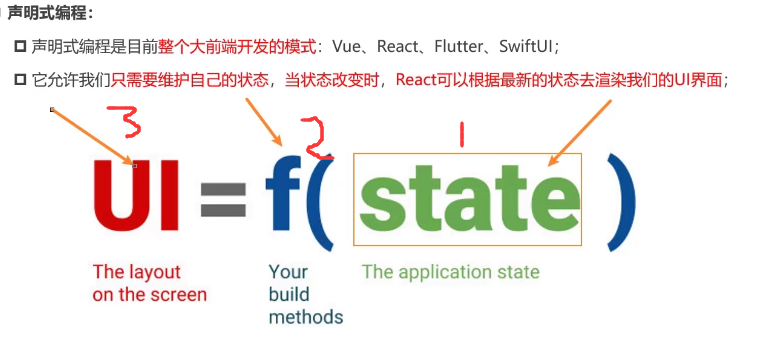 声明式编程：
声明式编程是目前整个大前端开发的模式：Vue、React、Flutter、SwiftUI；
它允许我们只需要维护自己的状态，当状态改变时，React可以根据最新的状态去渲染我们的UI界面；
3 2 1
UI = f( state )
The layout on the screen
Your build methods
The application state